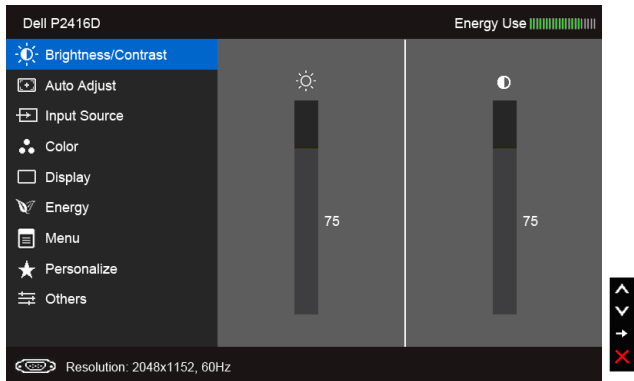 Dell P2416D
Energy Use
Brightness/Contrast
Auto Adjust
Input Source
Color
Display
Energy
Menu
Personalize
Others
75
75
Resolution: 2048x1152, 60Hz